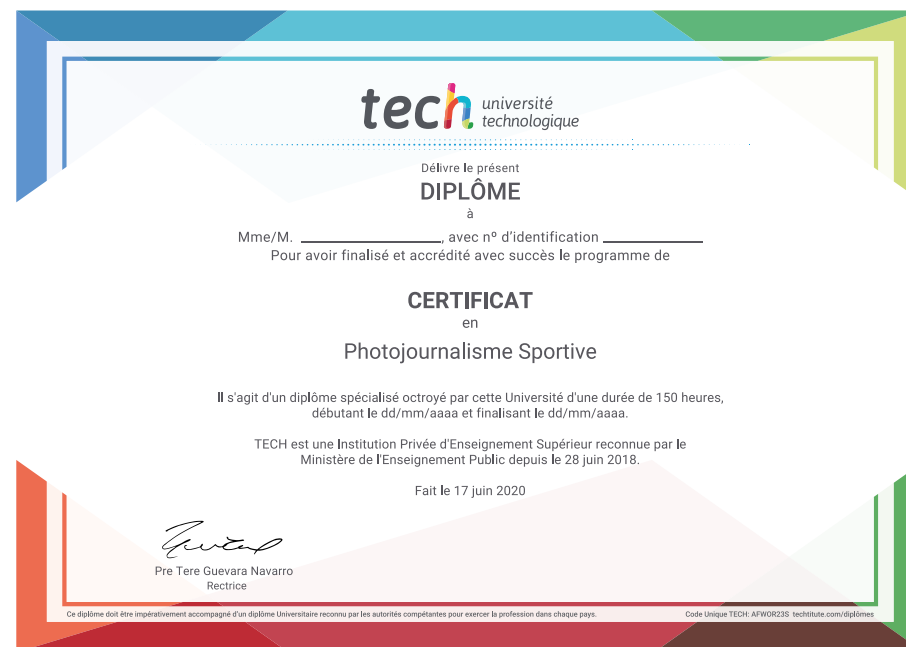 tech université
technologique
Délivre le présent
DIPLÔME
à
Mme/M. ____________________, avec nº d'identification ______________
Pour avoir finalisé et accrédité avec succès le programme de
CERTIFICAT
en
Photojournalisme Sportive
Il s'agit d'un diplôme spécialisé octroyé par cette Université d'une durée de 150 heures,
débutant le dd/mm/aaaa et finalisant le dd/mm/aaaa.
TECH est une Institution Privée d'Enseignement Supérieur reconnue par le
Ministère de l'Enseignement Public depuis le 28 juin 2018.
Fait le 17 juin 2020
Pre Tere Guevara Navarro
Rectrice
Ce diplôme doit être impérativement accompagné d'un diplôme Universitaire reconnu par les autorités compétantes pour exercer la profession dans chaque pays.
Code Unique TECH: AFWOR23S techtitute.com/diplômes